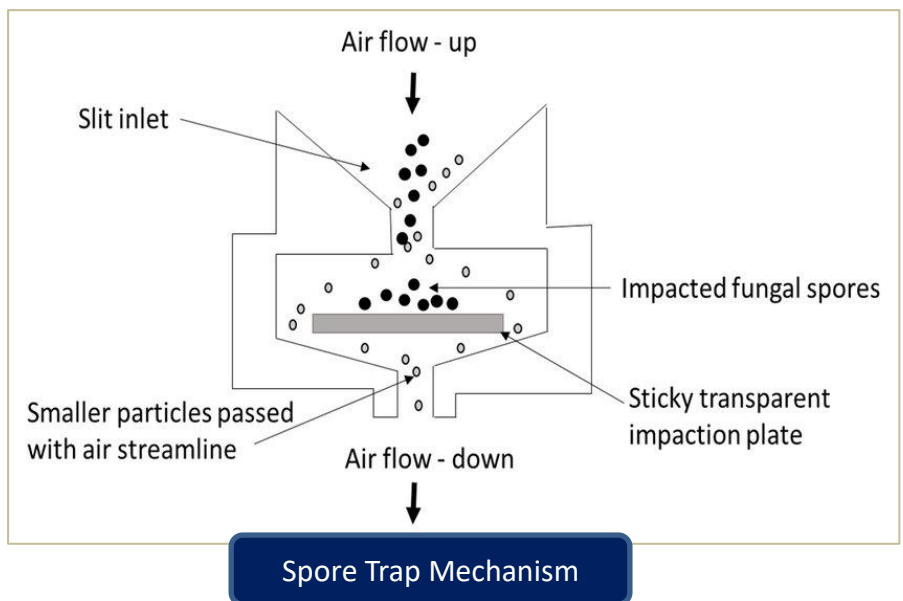 Air flow - up
Slit inlet
Impacted fungal spores
Sticky transparent
impaction plate
Smaller particles passed
with air streamline
Air flow - down
Spore Trap Mechanism